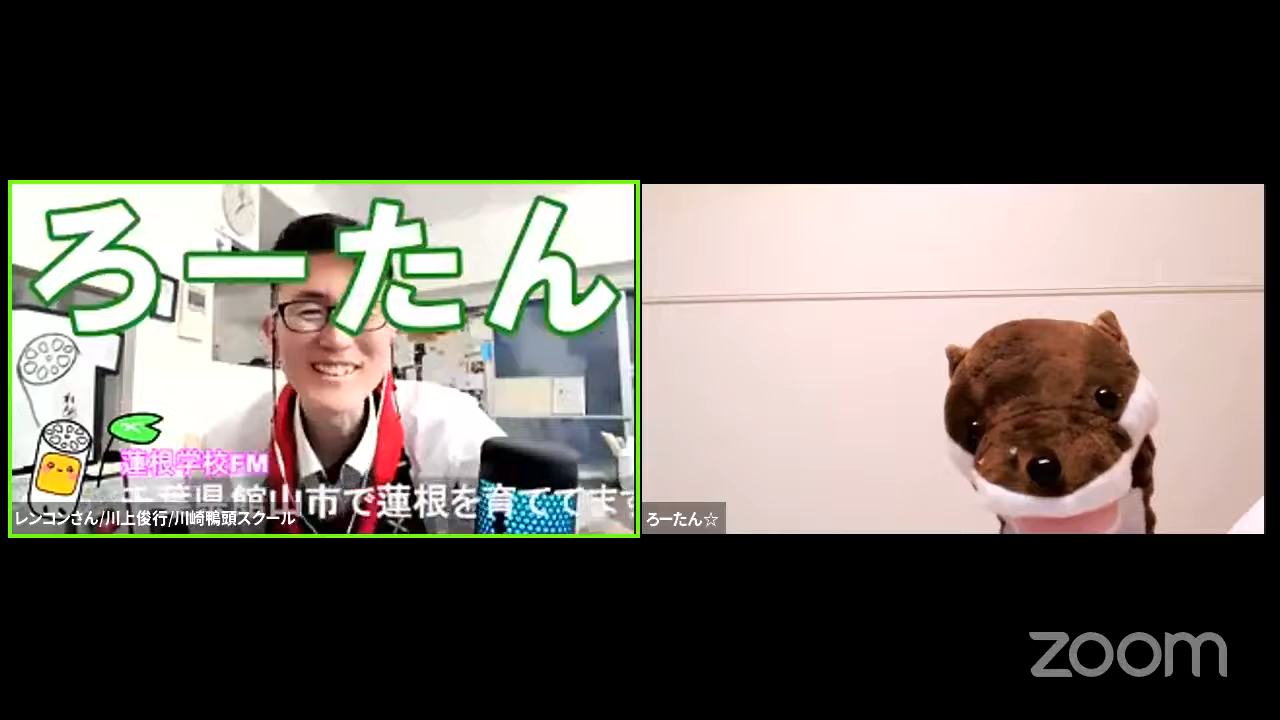 ろーたん
蓮根学校FM
千葉県館山市で蓮根を育ててます
レンコンさん/川上俊行/川崎鴨頭スクール
ろーたん☆
zoom